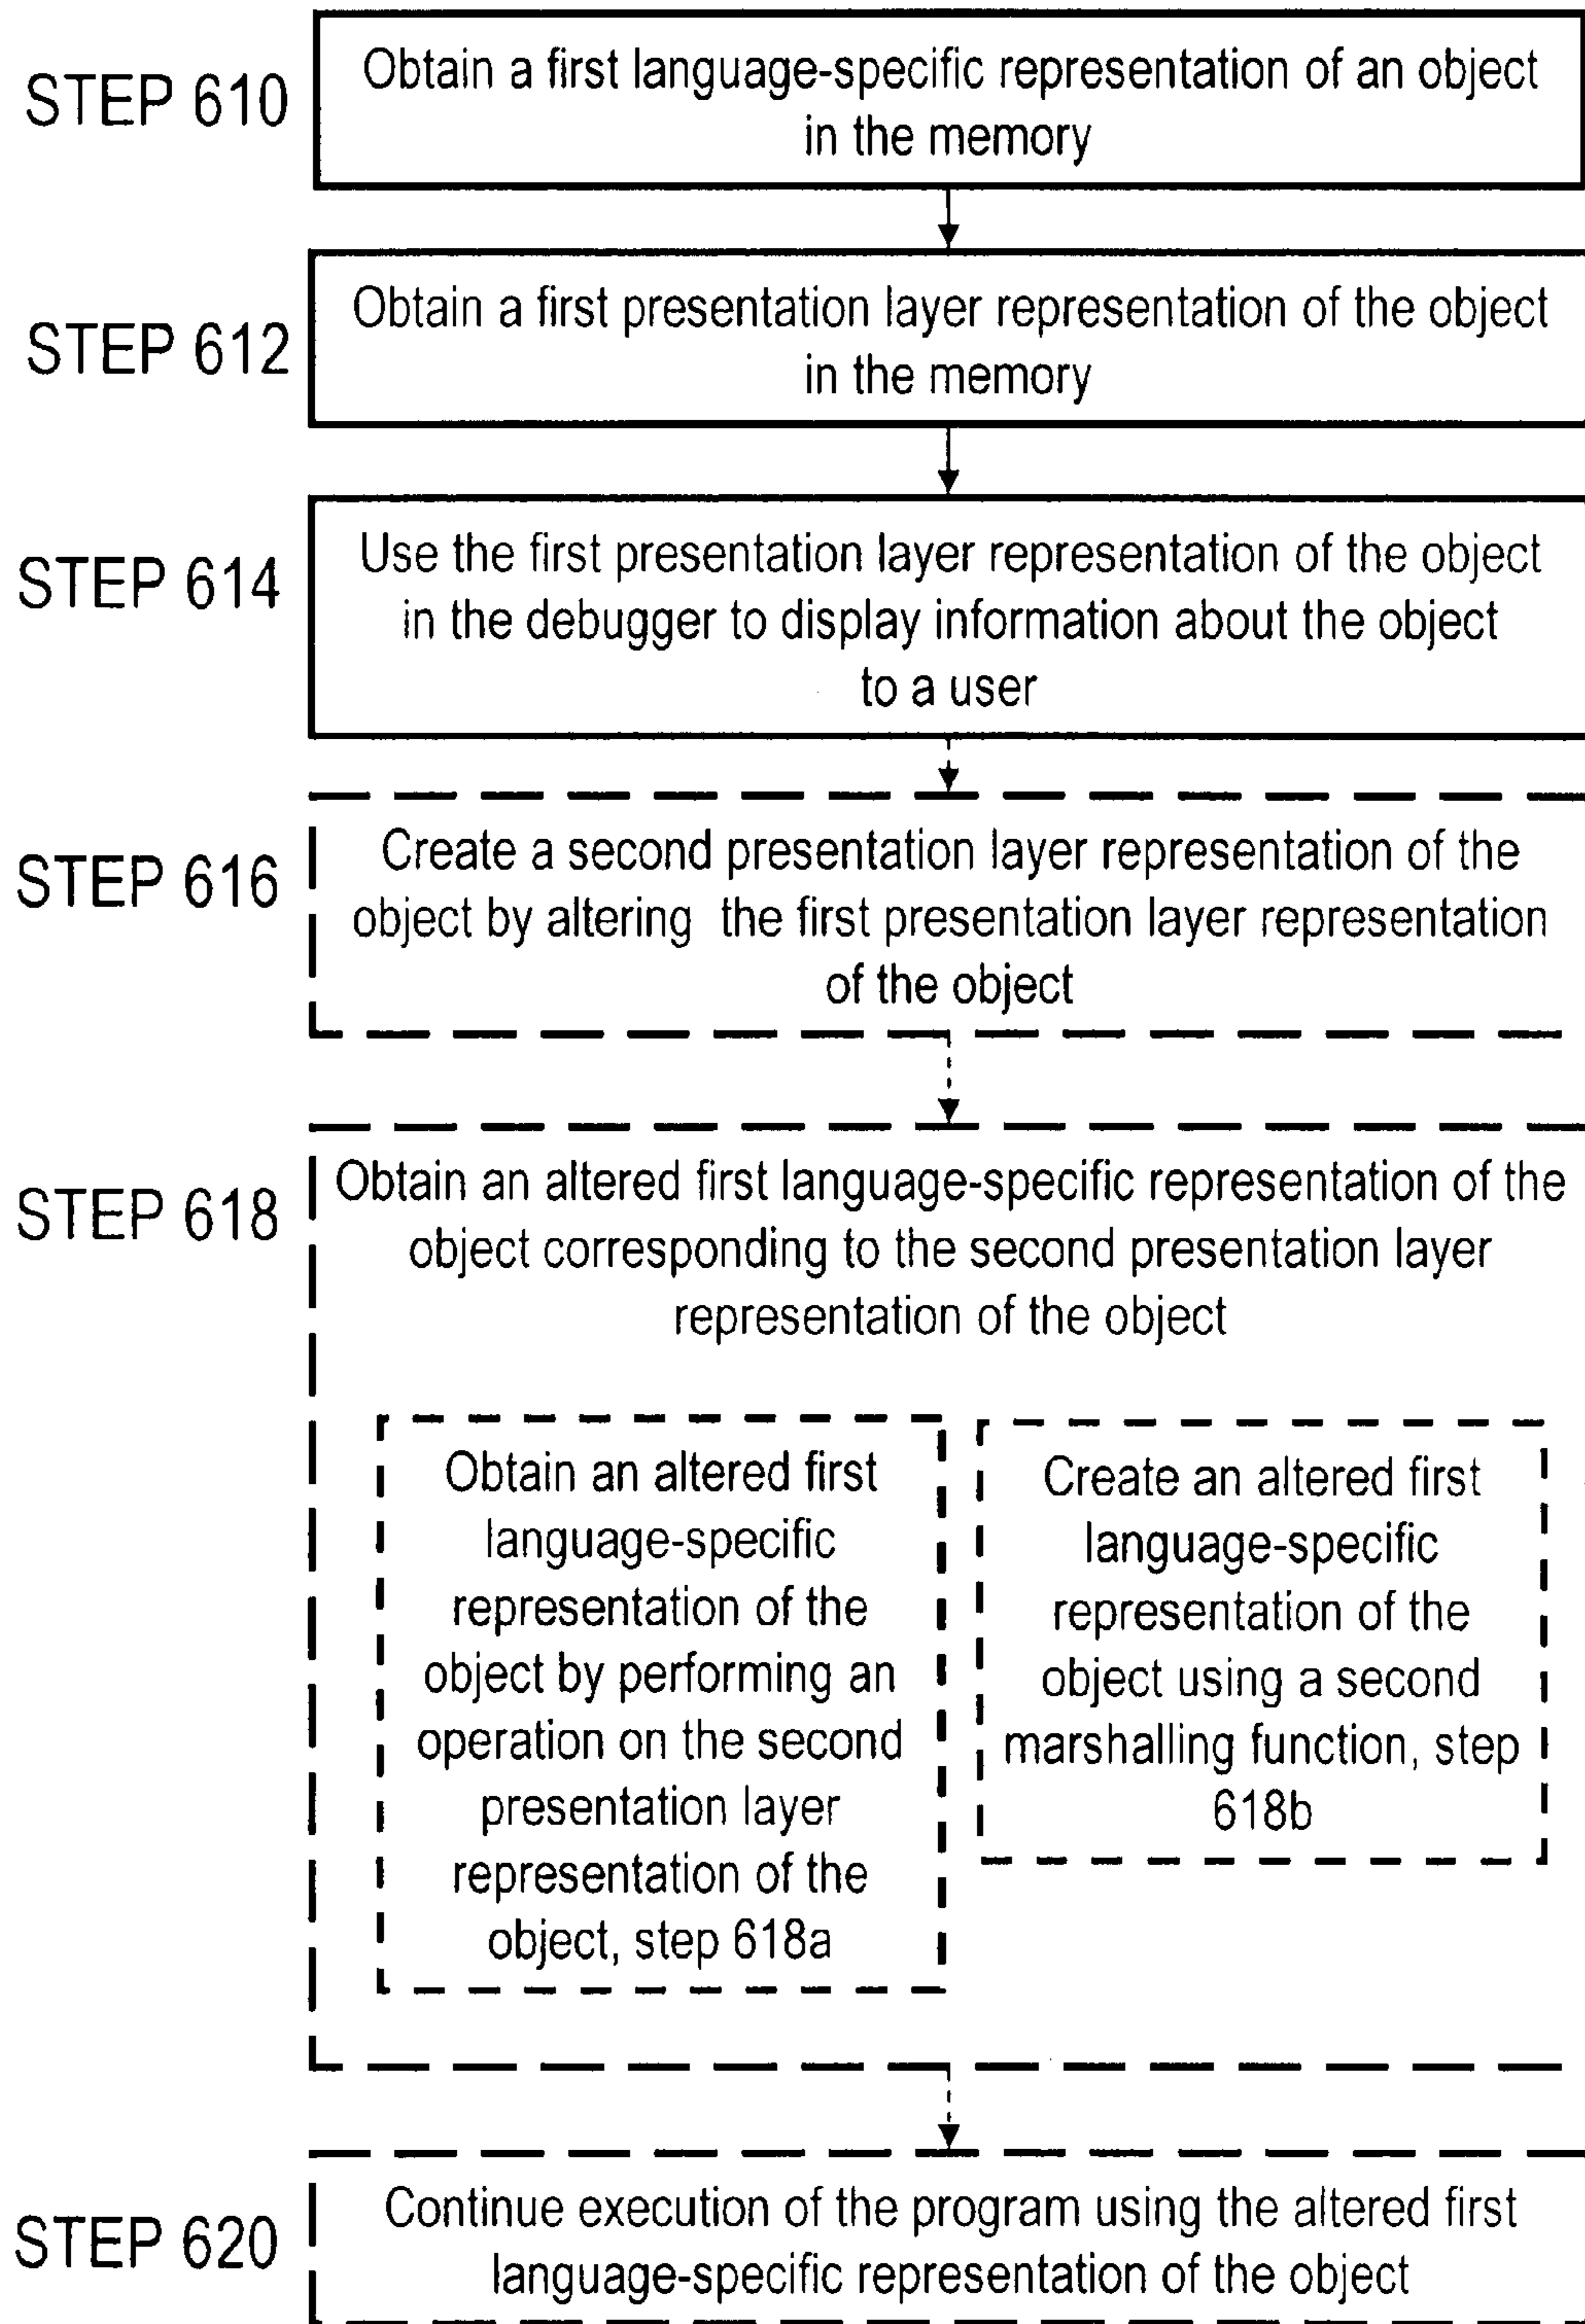 STEP 610
Obtain a first language-specific representation of an object
in the memory
STEP 612
Obtain a first presentation layer representation of the object
in the memory
STEP 614
Use the first presentation layer representation of the object
in the debugger to display information about the object
to a user
STEP 616
Create a second presentation layer representation of the
object by altering the first presentation layer representation
of the object
STEP 618
Obtain an altered first language-specific representation of the
object corresponding to the second presentation layer
representation of the object
Obtain an altered first
language-specific
representation of the
object by performing an
operation on the second
presentation layer
representation of the
object, step 618a
Create an altered first
language-specific
representation of the
object using a second
marshalling function, step
618b
STEP 620
Continue execution of the program using the altered first
language-specific representation of the object